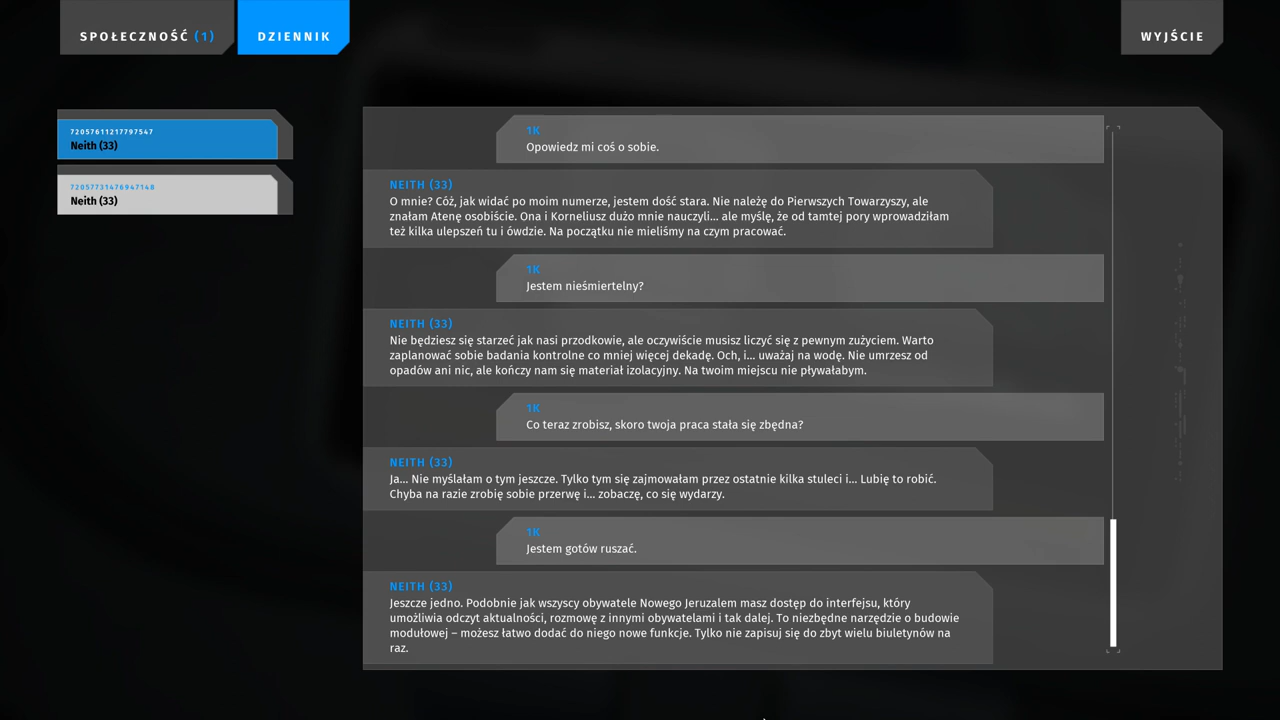 SPOŁECZNOŚĆ (1)
DZIENNIK
WYJŚCIE
72057611217797547
Neith (33)
72057731476947148
Neith (33)
1K
Opowiedz mi coś o sobie.
NEITH (33)
O mnie? Cóż, jak widać po moim numerze, jestem dość stara. Nie należę do Pierwszych Towarzyszy, ale
znałam Atenę osobiście. Ona i Korneliusz dużo mnie nauczyli... ale myślę, że od tamtej pory wprowadziłam
też kilka ulepszeń tu i ówdzie. Na początku nie mieliśmy na czym pracować.
1K
Jestem nieśmiertelny?
NEITH (33)
Nie będziesz się starzeć jak nasi przodkowie, ale oczywiście musisz liczyć się z pewnym zużyciem. Warto
zaplanować sobie badania kontrolne co mniej więcej dekadę. Och, i... uważaj na wodę. Nie umrzesz od
opadów ani nic, ale kończy nam się materiał izolacyjny. Na twoim miejscu nie pływałabym.
1K
Co teraz zrobisz, skoro twoja praca stała się zbędna?
NEITH (33)
Ja... Nie myślałam o tym jeszcze. Tylko tym się zajmowałam przez ostatnie kilka stuleci i... Lubię to robić.
Chyba na razie zrobię sobie przerwę i... zobaczę, co się wydarzy.
1K
Jestem gotów ruszać.
NEITH (33)
Jeszcze jedno. Podobnie jak wszyscy obywatele Nowego Jeruzalem masz dostęp do interfejsu, który
umożliwia odczyt aktualności, rozmowę z innymi obywatelami i tak dalej. To niezbędne narzędzie o budowie
modułowej – możesz łatwo dodać do niego nowe funkcje. Tylko nie zapisuj się do zbyt wielu biuletynów na
raz.